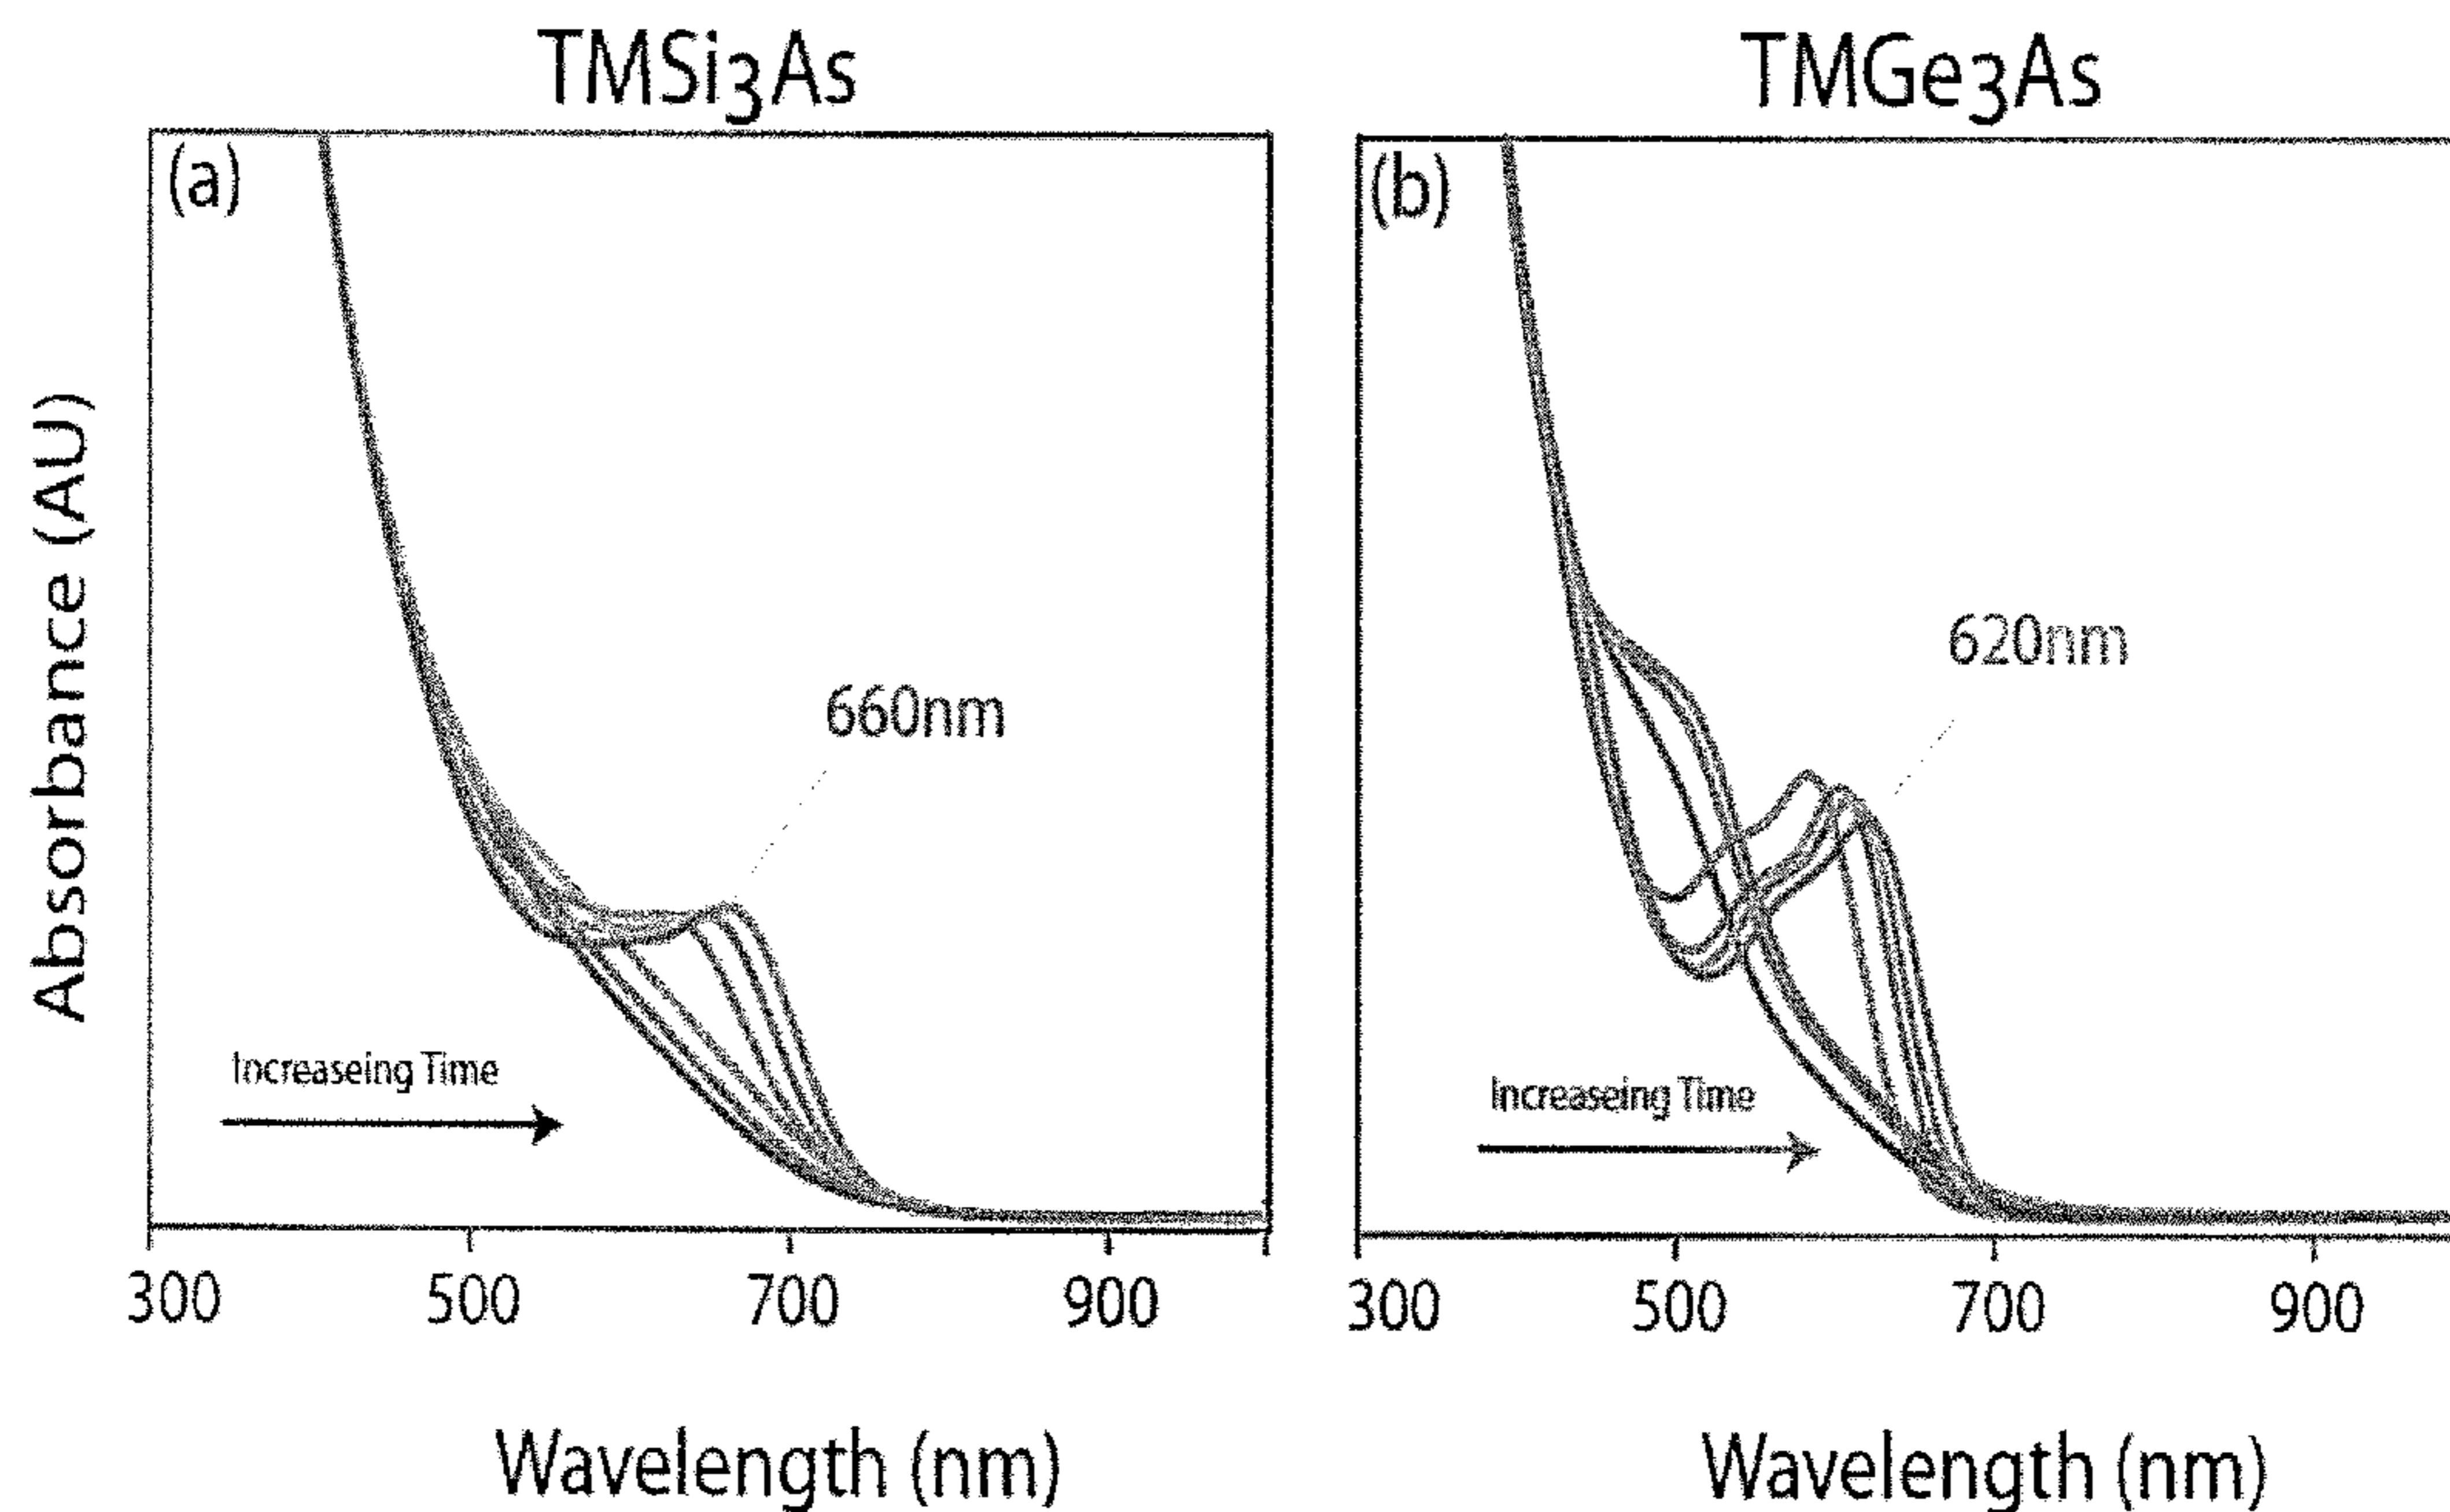 TMSi3As
TMGe3As
(a)
(b)
Absorbance (AU)
660nm
620nm
Increaseing Time
Increaseing Time
300 500 700 900
300 500 700 900
Wavelength (nm)
Wavelength (nm)